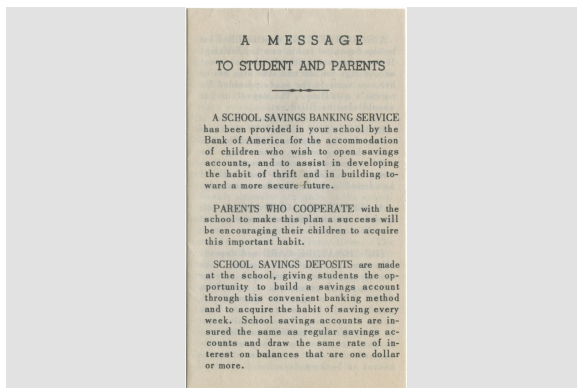 A MESSAGE
TO STUDENT AND PARENTS
A SCHOOL SAVINGS BANKING SERVICE
has been provided in your school by the
Bank of America for the accommodation
of children who wish to open savings
accounts, and to assist in developing
the habit of thrift and in building to-
ward a more secure future.
PARENTS WHO COOPERATE with the
school to make this plan a success will
be encouraging their children to acquire
this important habit.
SCHOOL SAVINGS DEPOSITS are made
at the school, giving students the op-
portunity to build a savings account
through this convenient banking method
and to acquire the habit of saving every
week. School savings accounts are in-
sured the same as regular savings ac-
counts and draw the same rate of in-
terest on balances that are one dollar
or more.